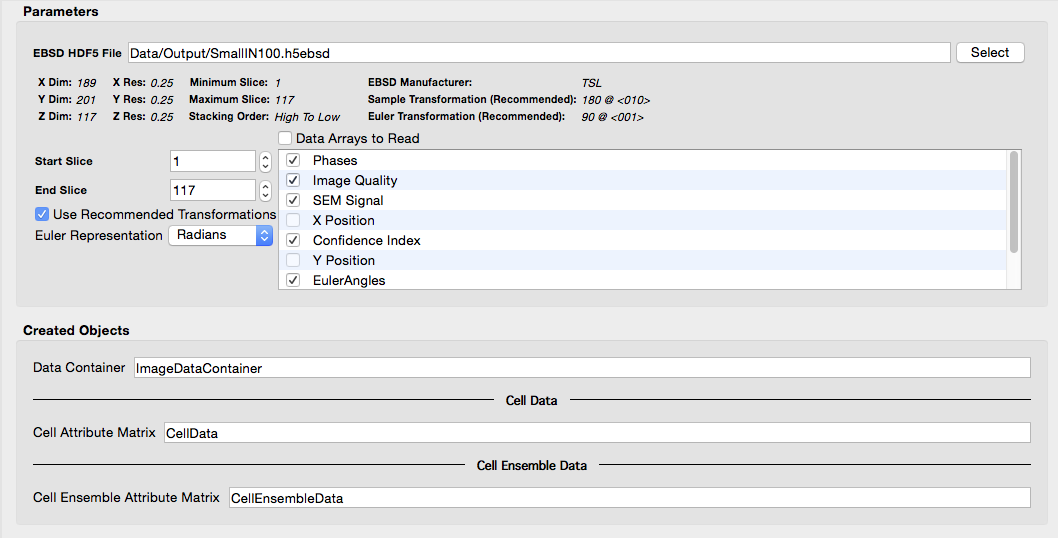 Parameters
EBSD HDF5 File Data/Output/SmallIN100.h5ebsd Select
X Dim: 189 X Res: 0.25 Minimum Slice: 1 EBSD Manufacturer: TSL
Y Dim: 201 Y Res: 0.25 Maximum Slice: 117 Sample Transformation (Recommended): 180 @ <010>
Z Dim: 117 Z Res: 0.25 Stacking Order: High To Low Euler Transformation (Recommended): 90 @ <001>
Data Arrays to Read
Start Slice 1
End Slice 117
Use Recommended Transformations
Euler Representation Radians
Phases
Image Quality
SEM Signal
X Position
Confidence Index
Y Position
EulerAngles
Created Objects
Data Container ImageDataContainer
Cell Data
Cell Attribute Matrix CellData
Cell Ensemble Data
Cell Ensemble Attribute Matrix CellEnsembleData